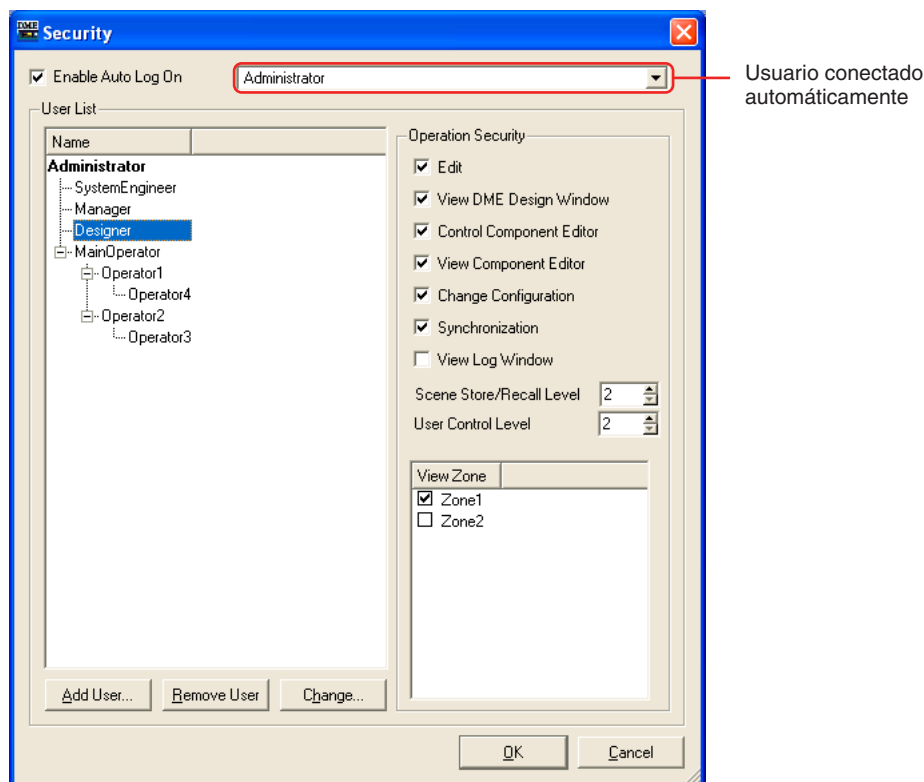 DME
Security
Enable Auto Log On
Administrator
Usuario conectado
automáticamente
User List
Name
Administrator
SystemEngineer
Manager
Designer
MainOperator
Operator1
Operator4
Operator2
Operator3
Operation Security
Edit
View DME Design Window
Control Component Editor
View Component Editor
Change Configuration
Synchronization
View Log Window
Scene Store/Recall Level 2
User Control Level 2
View Zone
Zone1
Zone2
Add User... Remove User Change...
OK Cancel